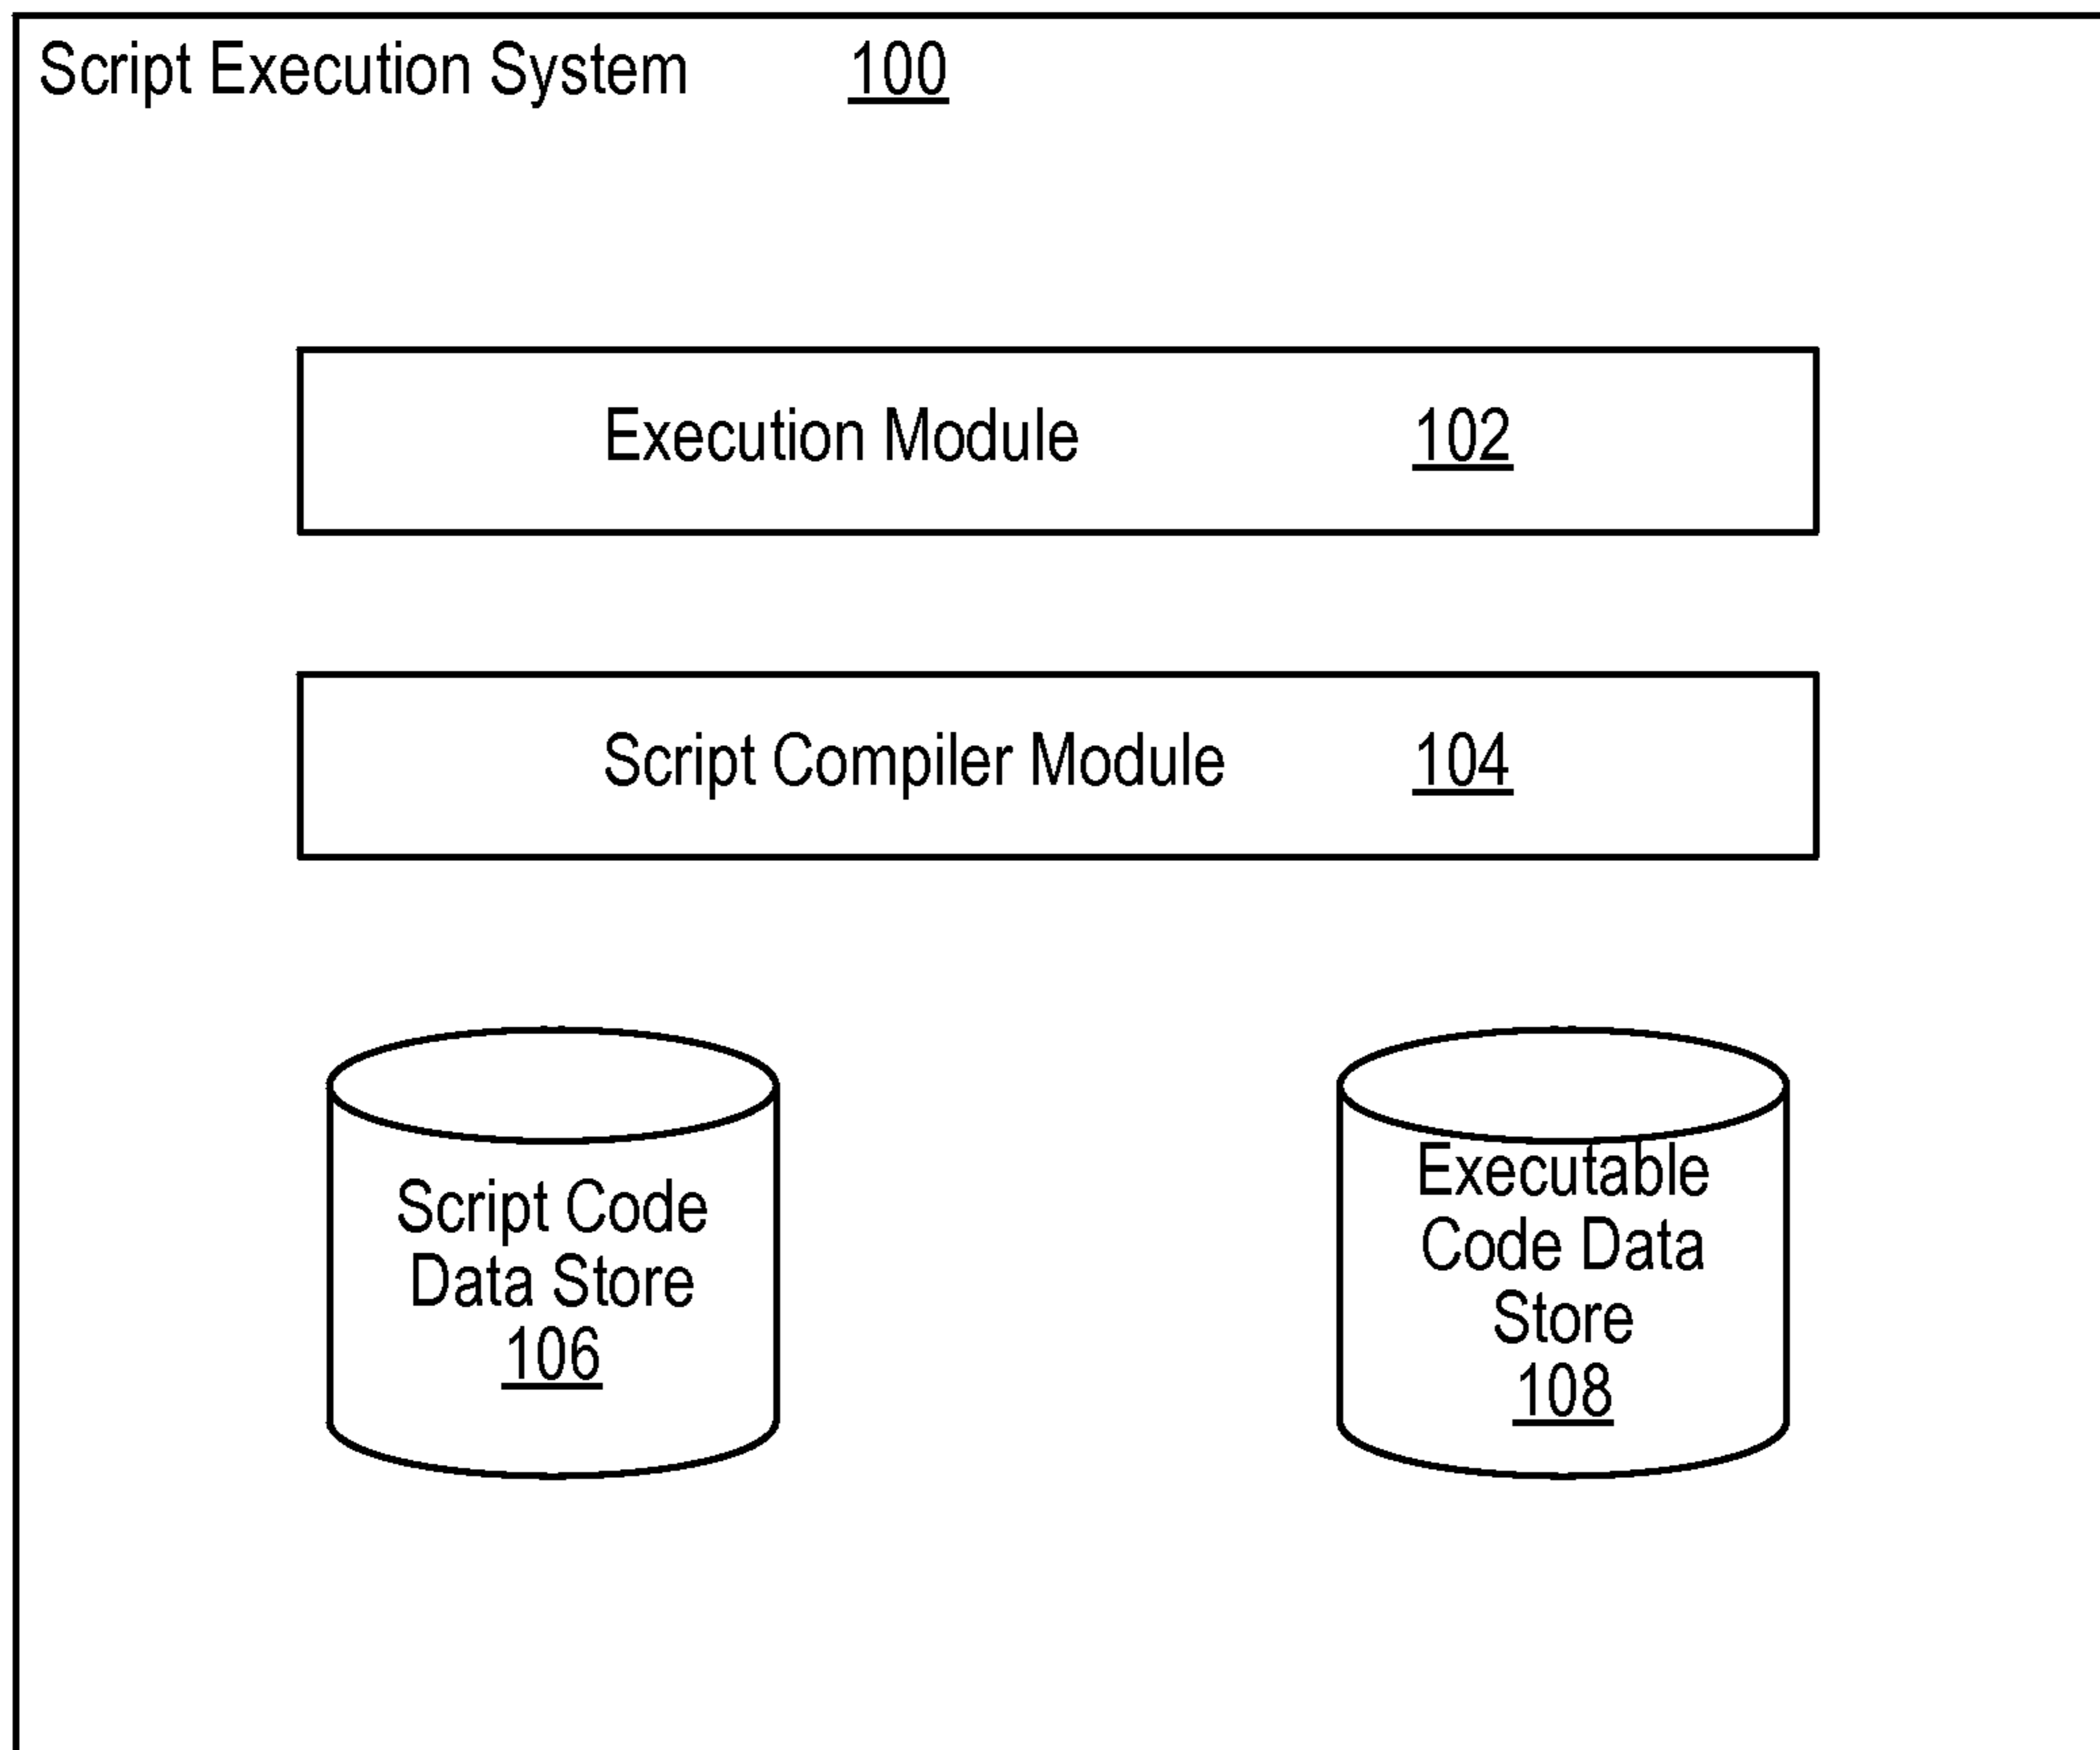 Script Execution System 100
Execution Module 102
Script Compiler Module 104
Script Code
Data Store
106
Executable
Code Data
Store
108